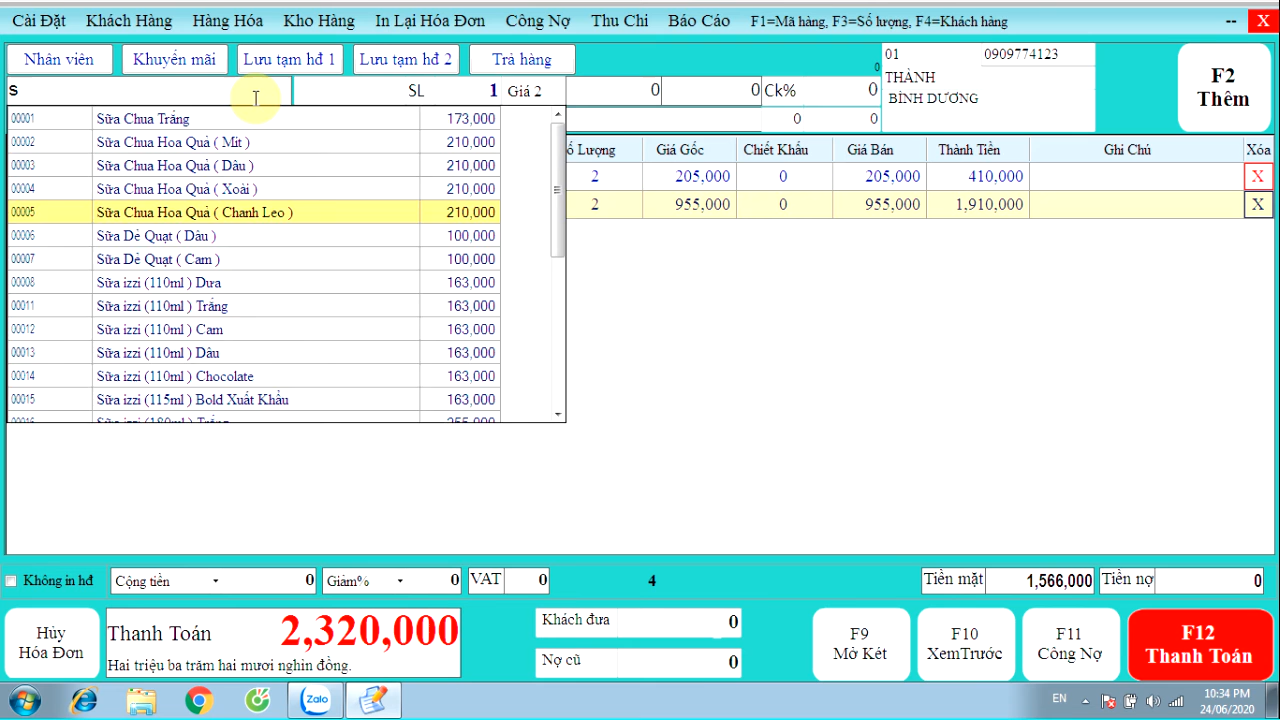 Cài Đặt Khách Hàng Hàng Hóa Kho Hàng In Lại Hóa Đơn Công Nợ Thu Chi Báo Cáo F1=Mã hàng, F3=Số lượng, F4=Khách hàng -- X
Nhân viên Khuyến mãi Lưu tạm hđ 1 Lưu tạm hđ 2 Trả hàng 0
01 0909774123
THÀNH
BÌNH DƯƠNG
F2
Thêm
S SL 1 Giá 2 0 0 Ck% 0
0 0
00001 Sữa Chua Trắng 173,000
00002 Sữa Chua Hoa Quả ( Mít ) 210,000
00003 Sữa Chua Hoa Quả ( Dâu ) 210,000
00004 Sữa Chua Hoa Quả ( Xoài ) 210,000
00005 Sữa Chua Hoa Quả ( Chanh Leo ) 210,000
00006 Sữa Dẻ Quạt ( Dâu ) 100,000
00007 Sữa Dẻ Quạt ( Cam ) 100,000
00008 Sữa izzi (110ml ) Dưa 163,000
00011 Sữa izzi (110ml ) Trắng 163,000
00012 Sữa izzi (110ml ) Cam 163,000
00013 Sữa izzi (110ml ) Dâu 163,000
00014 Sữa izzi (110ml ) Chocolate 163,000
00015 Sữa izzi (115ml ) Bold Xuất Khẩu 163,000
Lượng Giá Gốc Chiết Khấu Giá Bán Thành Tiền Ghi Chú Xóa
2 205,000 0 205,000 410,000 X
2 955,000 0 955,000 1,910,000 X
Không in hđ Cộng tiền 0 Giảm% 0 VAT 0 4 Tiền mặt 1,566,000 Tiền nợ 0
Hủy
Hóa Đơn
Thanh Toán 2,320,000
Hai triệu ba trăm hai mươi nghìn đồng.
Khách đưa 0
Nợ cũ 0
F9
Mở Két
F10
XemTrước
F11
Công Nợ
F12
Thanh Toán
Zalo
EN
10:34 PM
24/06/2020